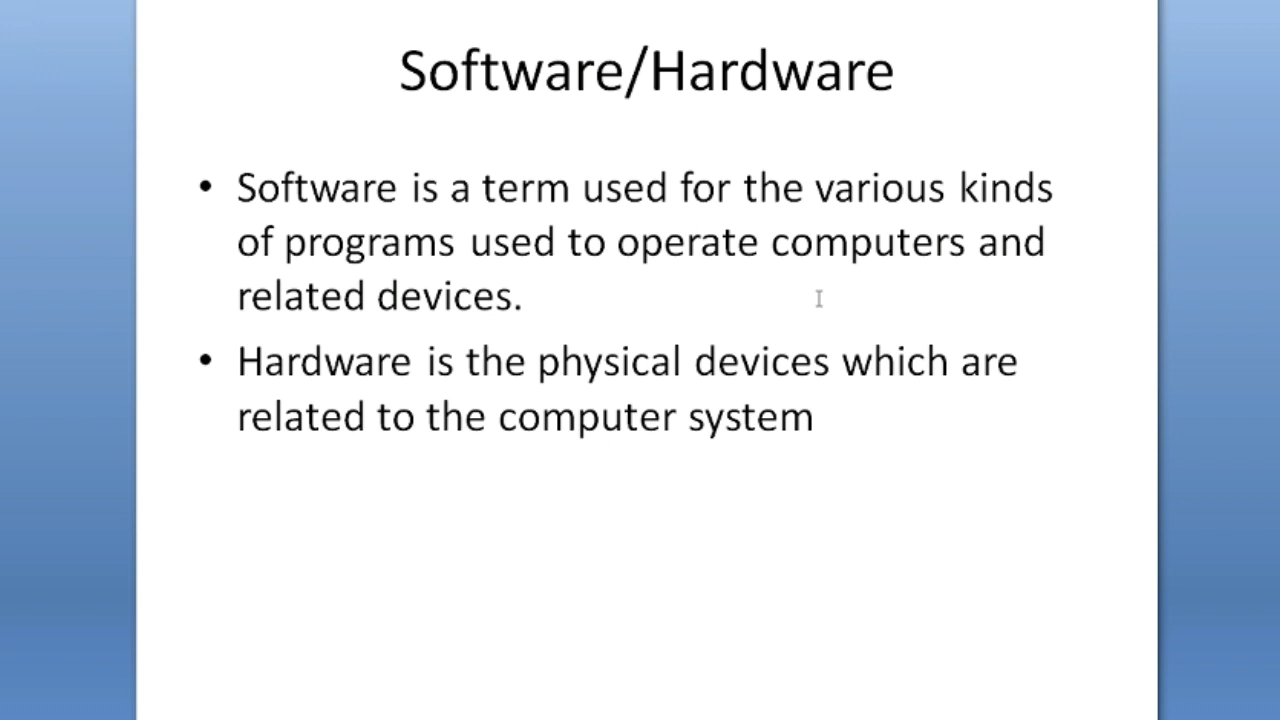 Software/Hardware
• Software is a term used for the various kinds
of programs used to operate computers and
related devices.
• Hardware is the physical devices which are
related to the computer system